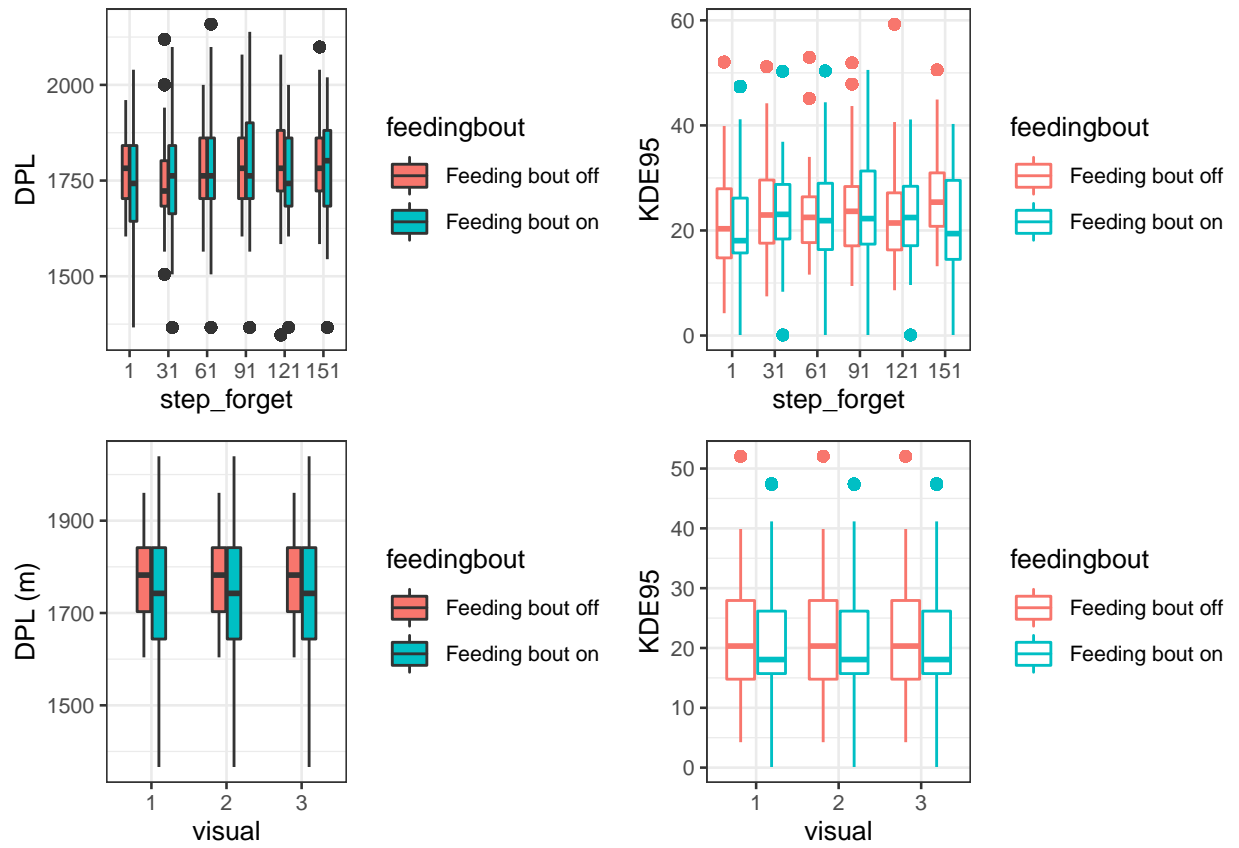 DPL
2000
1750
1500
1 31 61 91 121 151
step_forget
feedingbout
Feeding bout off
Feeding bout on
KDE95
60
40
20
0
1 31 61 91 121 151
step_forget
feedingbout
Feeding bout off
Feeding bout on
DPL (m)
1900
1700
1500
1 2 3
visual
feedingbout
Feeding bout off
Feeding bout on
KDE95
50
40
30
20
10
0
1 2 3
visual
feedingbout
Feeding bout off
Feeding bout on